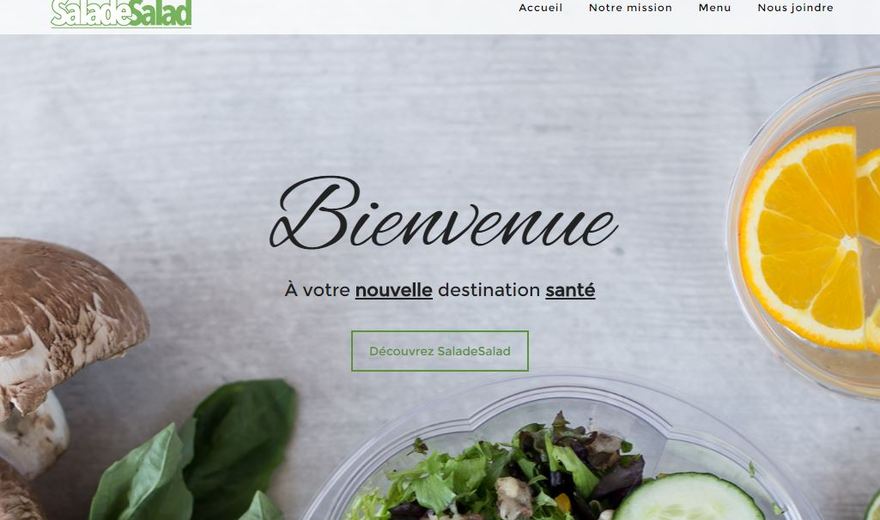 SaladeSalad
Accueil Notre mission Menu Nous joindre
Bienvenue
À votre nouvelle destination santé
Découvrez SaladeSalad